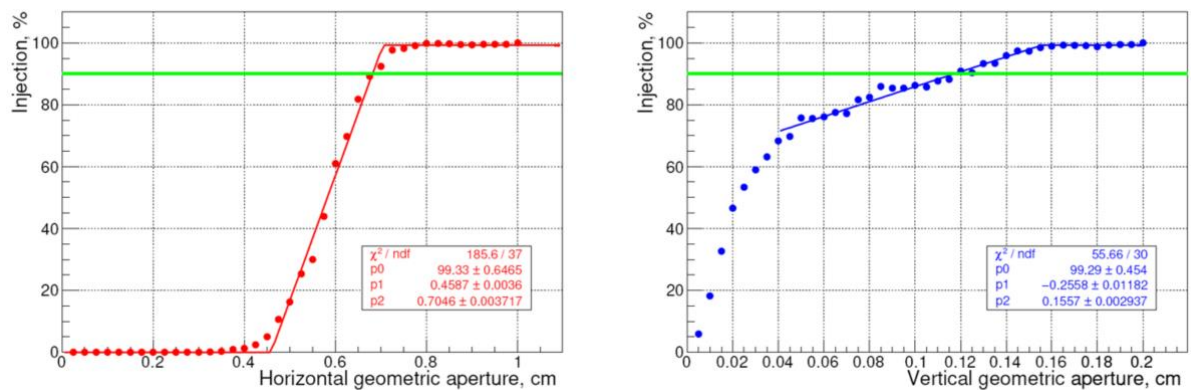 Injection, %
100
80
60
40
20
0
χ² / ndf 185.6 / 37
p0 99.33 ± 0.6465
p1 0.4587 ± 0.0036
p2 0.7046 ± 0.003717
0 0.2 0.4 0.6 0.8 1.0
Horizontal geometric aperture, cm
Injection, %
100
80
60
40
20
0
χ² / ndf 55.66 / 30
p0 99.29 ± 0.454
p1 −0.2558 ± 0.01182
p2 0.1557 ± 0.002937
0.02 0.04 0.06 0.08 0.1 0.12 0.14 0.16 0.18 0.2
Vertical geometric aperture, cm